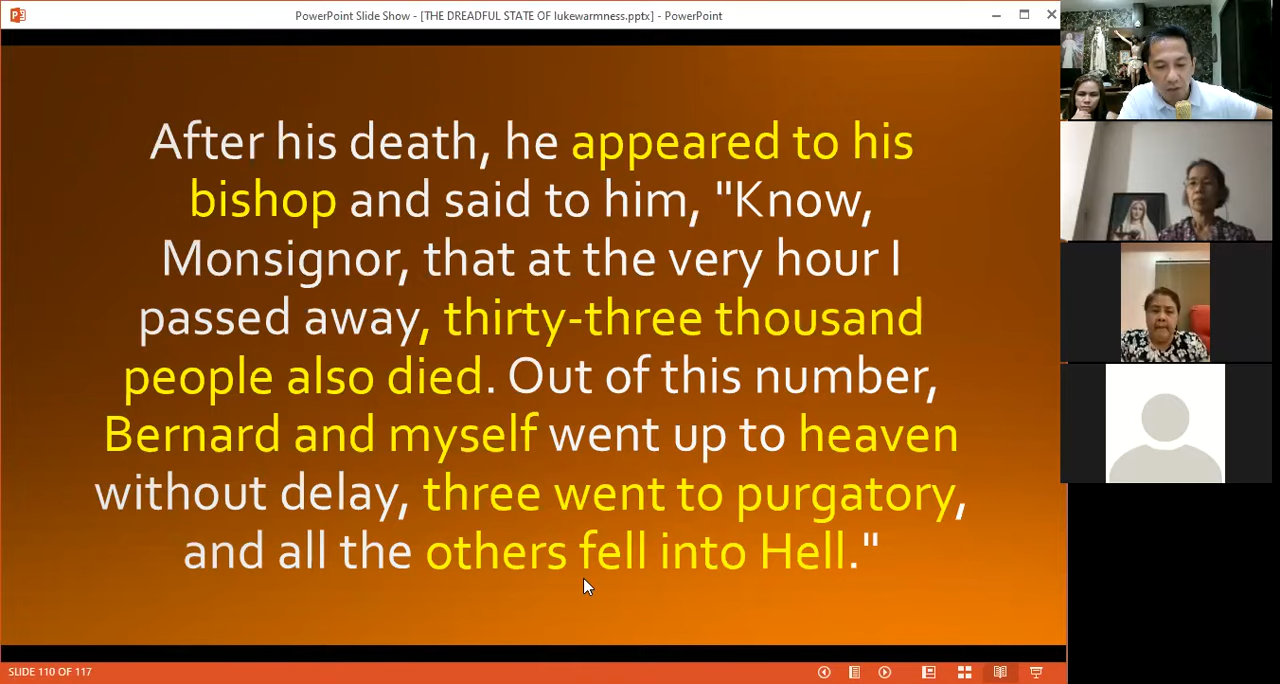 PowerPoint Slide Show - [THE DREADFUL STATE OF lukewarmness.pptx] - PowerPoint
After his death, he appeared to his
bishop and said to him, "Know,
Monsignor, that at the very hour I
passed away, thirty-three thousand
people also died. Out of this number,
Bernard and myself went up to heaven
without delay, three went to purgatory,
and all the others fell into Hell."
SLIDE 110 OF 117